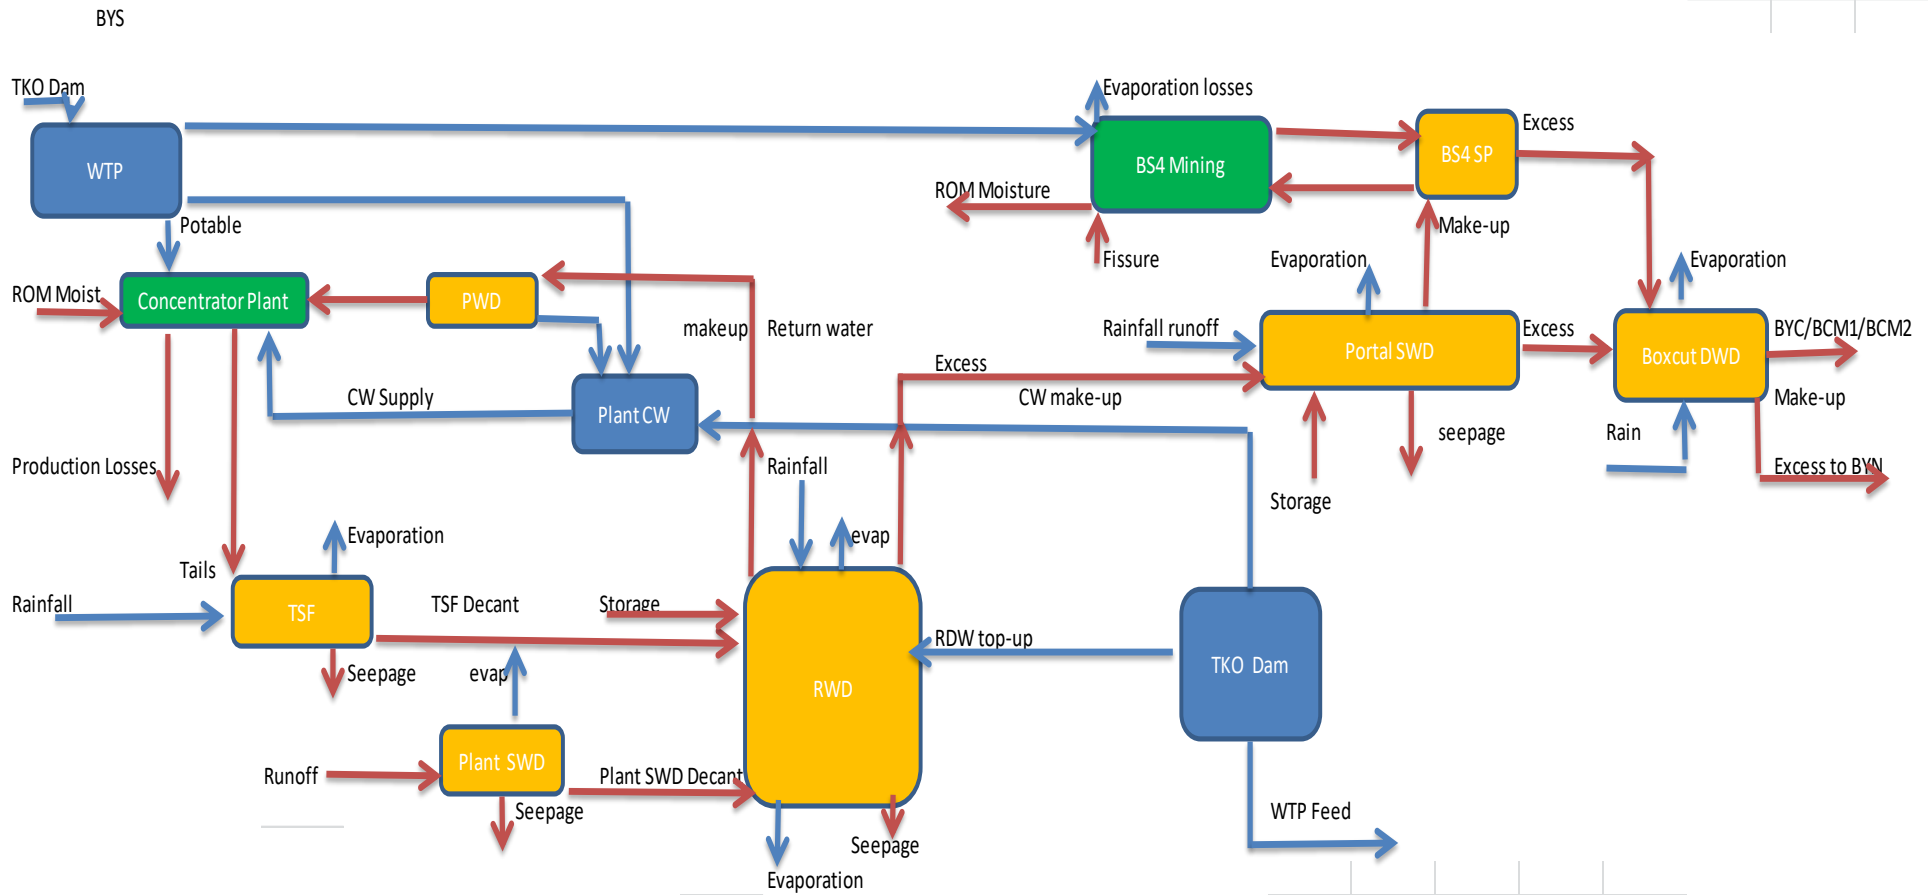 BYS
TKO Dam
Evaporation losses
Excess
WTP
BS4 Mining
BS4 SP
ROM Moisture
Potable
Make-up
Fissure
Evaporation
Evaporation
ROM Moist
Concentrator Plant
PWD
makeup
Return water
Rainfall runoff
Portal SWD
Excess
Boxcut DWD
BYC/BCM1/BCM2
Excess
CW Supply
Plant CW
CW make-up
Make-up
Production Losses
Rainfall
seepage
Rain
Excess to BYN
Storage
Evaporation
evap
Tails
Rainfall
TSF
TSF Decant
Storage
RDW top-up
Seepage
evap
RWD
TKO Dam
Runoff
Plant SWD
Plant SWD Decant
Seepage
WTP Feed
Seepage
Evaporation